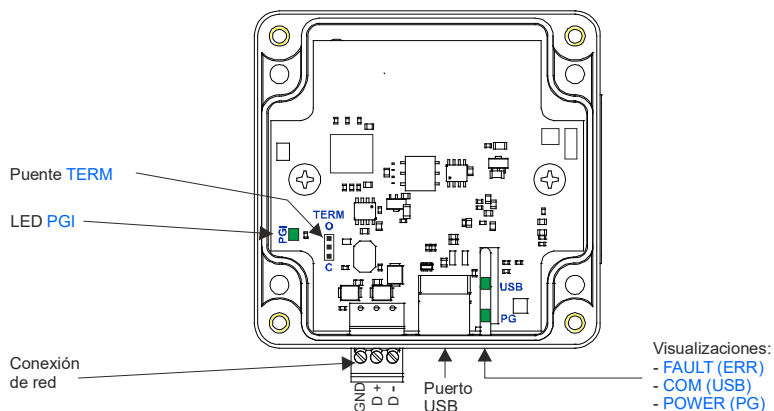 Puente TERM
LED PGI
PGI
TERM
O
C
USB
PG
Conexión
de red
GND
D +
D -
Puerto
USB
Visualizaciones:
- FAULT (ERR)
- COM (USB)
- POWER (PG)